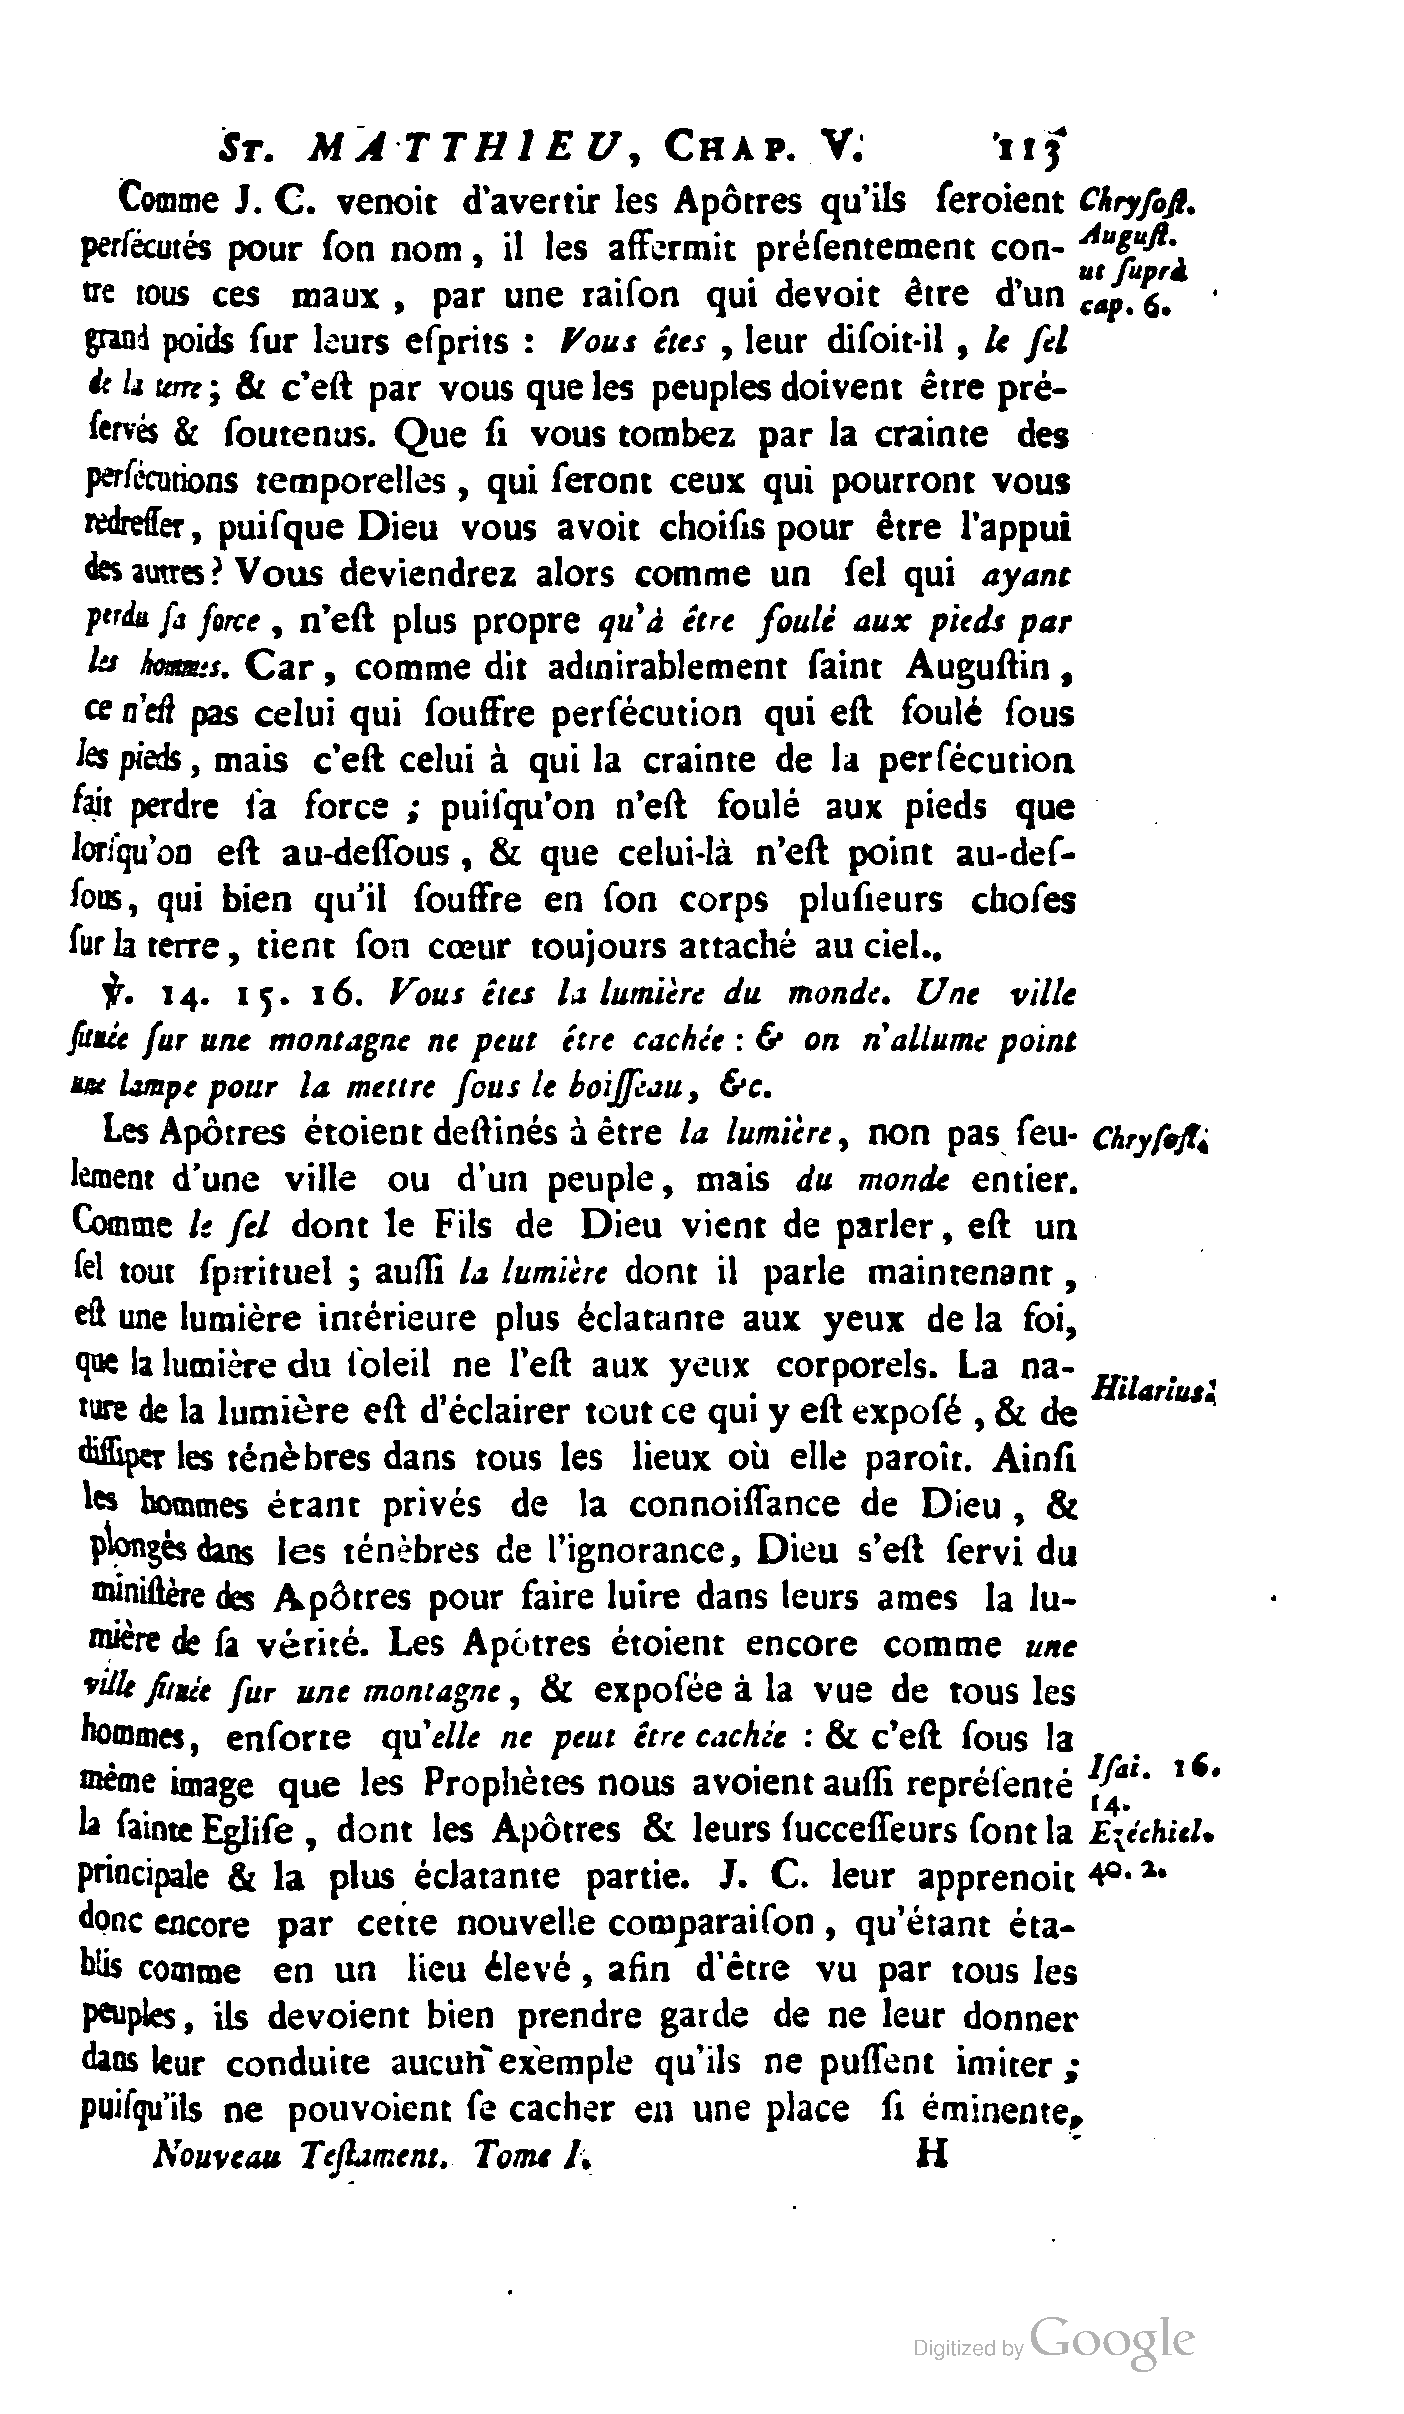 ST. MATTHIEU, CHAP. V. 113
Comme J. C. venoit d'avertir les Apôtres qu'ils ſeroient
perſécutés pour ſon nom, il les affermit préſentement con-
tre tous ces maux, par une raiſon qui devoit être d'un
grand poids ſur leurs eſprits : Vous êtes, leur diſoit-il, le ſel
de la terre ; & c'eſt par vous que les peuples doivent être pré-
ſervés & ſoutenus. Que ſi vous tombez par la crainte des
perſécutions temporelles, qui ſeront ceux qui pourront vous
redreſſer, puiſque Dieu vous avoit choiſis pour être l'appui
des autres ? Vous deviendrez alors comme un ſel qui ayant
perdu ſa force, n'eſt plus propre qu'à être foulé aux pieds par
les hommes. Car, comme dit admirablement ſaint Auguſtin,
ce n'eſt pas celui qui ſouffre perſécution qui eſt foulé ſous
les pieds, mais c'eſt celui à qui la crainte de la perſécution
fait perdre ſa force ; puiſqu'on n'eſt foulé aux pieds que
lorſqu'on eſt au-deſſous, & que celui-là n'eſt point au-deſ-
ſous, qui bien qu'il ſouffre en ſon corps pluſieurs choſes
ſur la terre, tient ſon cœur toujours attaché au ciel.
Chryſoſt.
Auguſt.
ut ſuprà
cap. 6.
℣. 14. 15. 16. Vous êtes la lumière du monde. Une ville
ſituée ſur une montagne ne peut être cachée : & on n'allume point
une lampe pour la mettre ſous le boiſſeau, &c.
Les Apôtres étoient deſtinés à être la lumière, non pas ſeu-
lement d'une ville ou d'un peuple, mais du monde entier.
Comme le ſel dont le Fils de Dieu vient de parler, eſt un
ſel tout ſpirituel ; auſſi la lumière dont il parle maintenant,
eſt une lumière intérieure plus éclatante aux yeux de la foi,
que la lumière du ſoleil ne l'eſt aux yeux corporels. La na-
ture de la lumière eſt d'éclairer tout ce qui y eſt expoſé, & de
diſſiper les ténèbres dans tous les lieux où elle paroît. Ainſi
les hommes étant privés de la connoiſſance de Dieu, &
plongés dans les ténèbres de l'ignorance, Dieu s'eſt ſervi du
miniſtère des Apôtres pour faire luire dans leurs ames la lu-
mière de ſa vérité. Les Apôtres étoient encore comme une
ville ſituée ſur une montagne, & expoſée à la vue de tous les
hommes, enſorte qu'elle ne peut être cachée : & c'eſt ſous la
même image que les Prophètes nous avoient auſſi repréſenté
la ſainte Egliſe, dont les Apôtres & leurs ſucceſſeurs ſont la
principale & la plus éclatante partie. J. C. leur apprenoit
donc encore par cette nouvelle comparaiſon, qu'étant éta-
blis comme en un lieu élevé, afin d'être vu par tous les
peuples, ils devoient bien prendre garde de ne leur donner
dans leur conduite aucun exemple qu'ils ne puſſent imiter ;
puiſqu'ils ne pouvoient ſe cacher en une place ſi éminente,
Chryſoſt.
Hilarius.
Iſai. 16.
14.
Ezéchiel.
40. 2.
Nouveau Teſtament. Tome I. H
Digitized by Google